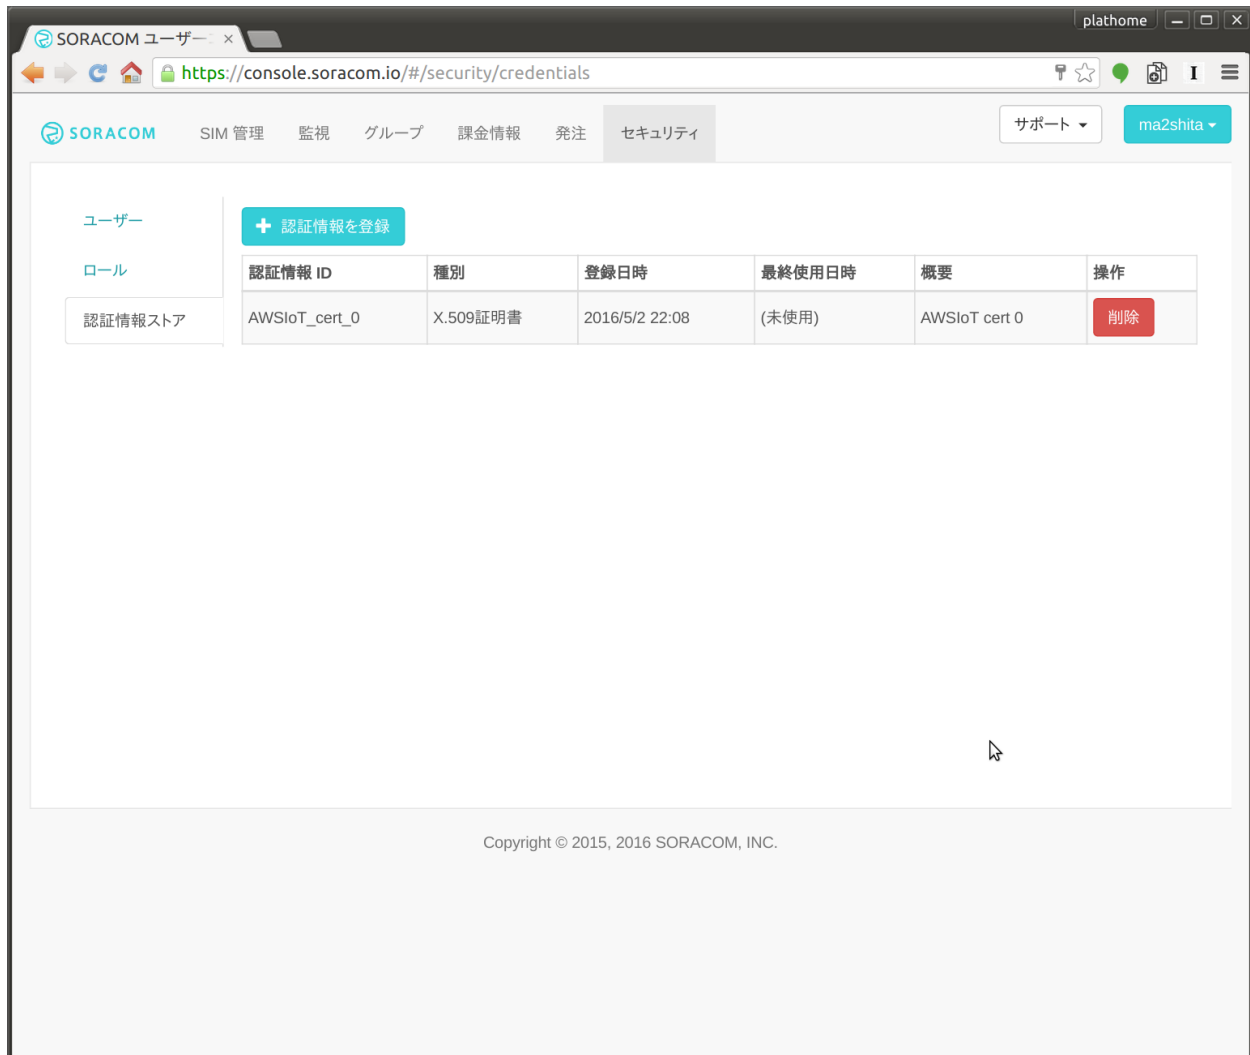 plathome
SORACOM ユーザー
https://console.soracom.io/#/security/credentials
SORACOM SIM 管理 監視 グループ 課金情報 発注 セキュリティ サポート ma2shita
ユーザー
ロール
認証情報ストア
認証情報を登録
認証情報 ID 種別 登録日時 最終使用日時 概要 操作
AWSIoT_cert_0 X.509証明書 2016/5/2 22:08 (未使用) AWSIoT cert 0 削除
Copyright © 2015, 2016 SORACOM, INC.